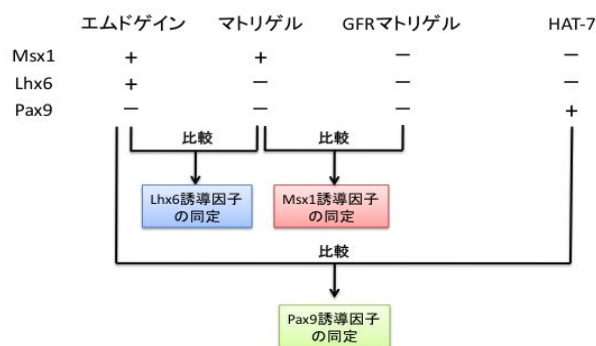 エムドゲイン マトリゲル GFRマトリゲル HAT-7
Msx1 + + − −
Lhx6 + − − −
Pax9 − − − +
比較 比較
Lhx6誘導因子
の同定
Msx1誘導因子
の同定
比較
Pax9誘導因子
の同定